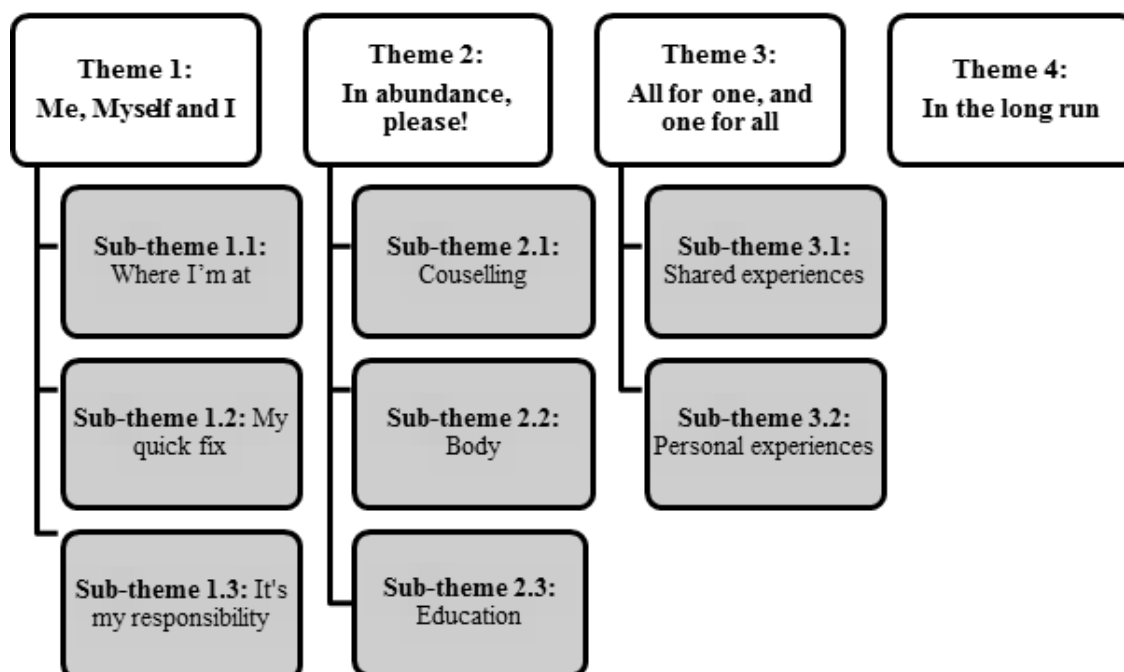 Theme 1:
Me, Myself and I
Theme 2:
In abundance,
please!
Theme 3:
All for one, and
one for all
Theme 4:
In the long run
Sub-theme 1.1:
Where I’m at
Sub-theme 2.1:
Couselling
Sub-theme 3.1:
Shared experiences
Sub-theme 1.2: My
quick fix
Sub-theme 2.2:
Body
Sub-theme 3.2:
Personal experiences
Sub-theme 1.3: It's
my responsibility
Sub-theme 2.3:
Education